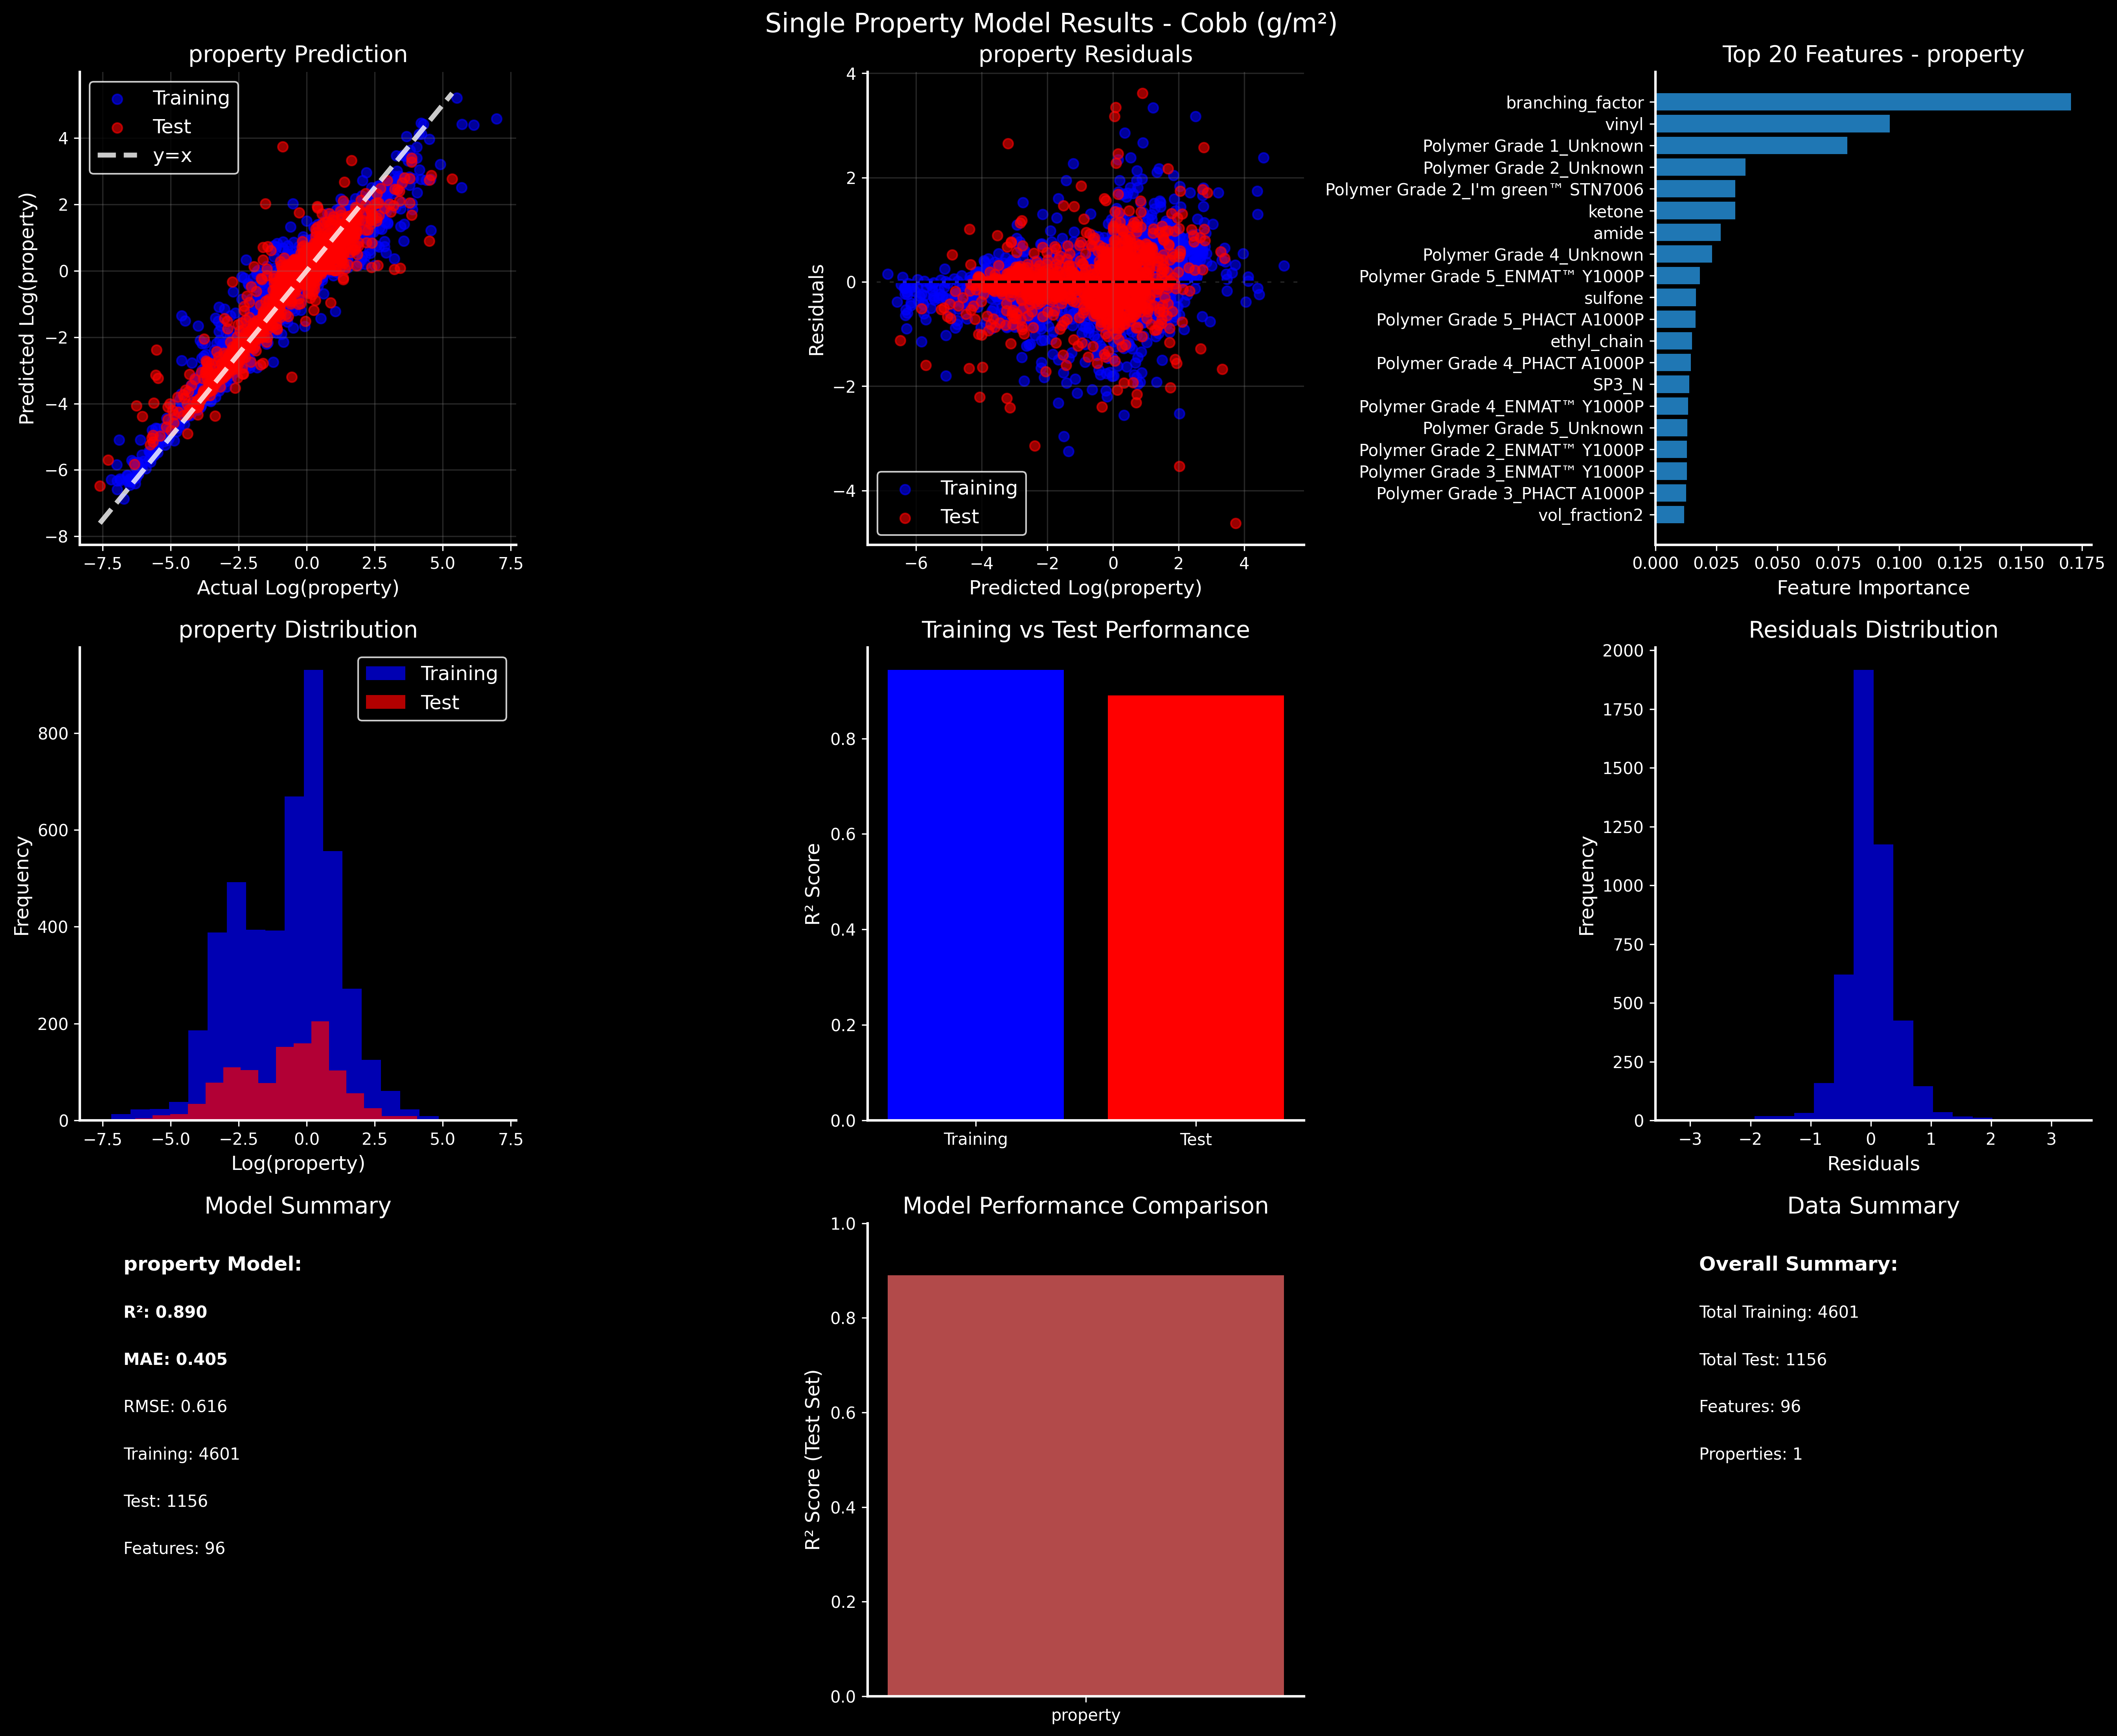 Single Property Model Results - Cobb (g/m²)
property Prediction
Training
Test
y=x
Predicted Log(property)
4
2
0
−2
−4
−6
−8
−7.5 −5.0 −2.5 0.0 2.5 5.0 7.5
Actual Log(property)
property Residuals
Residuals
4
2
0
−2
−4
Training
Test
−6 −4 −2 0 2 4
Predicted Log(property)
Top 20 Features - property
branching_factor
vinyl
Polymer Grade 1_Unknown
Polymer Grade 2_Unknown
Polymer Grade 2_I'm green™ STN7006
ketone
amide
Polymer Grade 4_Unknown
Polymer Grade 5_ENMAT™ Y1000P
sulfone
Polymer Grade 5_PHACT A1000P
ethyl_chain
Polymer Grade 4_PHACT A1000P
SP3_N
Polymer Grade 4_ENMAT™ Y1000P
Polymer Grade 5_Unknown
Polymer Grade 2_ENMAT™ Y1000P
Polymer Grade 3_ENMAT™ Y1000P
Polymer Grade 3_PHACT A1000P
vol_fraction2
0.000 0.025 0.050 0.075 0.100 0.125 0.150 0.175
Feature Importance
property Distribution
Training
Test
Frequency
800
600
400
200
0
−7.5 −5.0 −2.5 0.0 2.5 5.0 7.5
Log(property)
Training vs Test Performance
R² Score
0.8
0.6
0.4
0.2
0.0
Training Test
Residuals Distribution
Frequency
2000
1750
1500
1250
1000
750
500
250
0
−3 −2 −1 0 1 2 3
Residuals
Model Summary
property Model:
R²: 0.890
MAE: 0.405
RMSE: 0.616
Training: 4601
Test: 1156
Features: 96
Model Performance Comparison
R² Score (Test Set)
1.0
0.8
0.6
0.4
0.2
0.0
property
Data Summary
Overall Summary:
Total Training: 4601
Total Test: 1156
Features: 96
Properties: 1